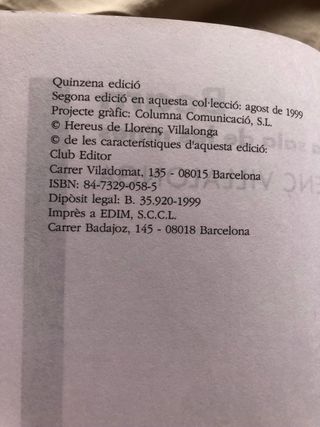 Quinzena edició
Segona edició en aquesta col·lecció: agost de 1999
Projecte gràfic: Columna Comunicació, S.L.
© Hereus de Llorenç Villalonga
© de les característiques d'aquesta edició:
Club Editor
Carrer Viladomat, 135 - 08015 Barcelona
ISBN: 84-7329-058-5
Dipòsit legal: B. 35.920-1999
Imprès a EDIM, S.C.C.L.
Carrer Badajoz, 145 - 08018 Barcelona